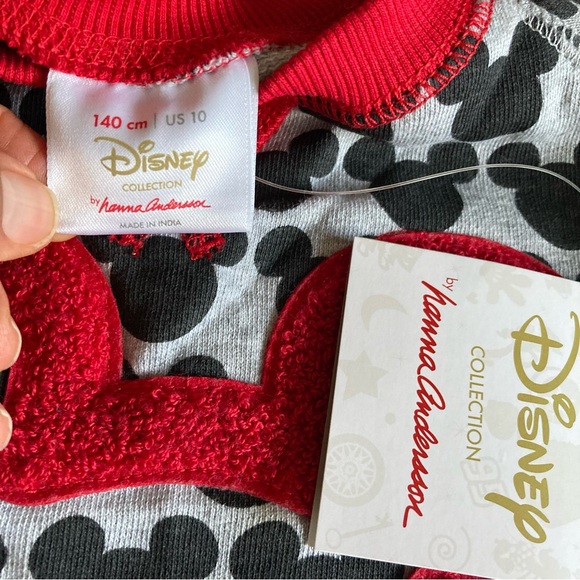 140 cm | US 10
Disney
COLLECTION
by hanna andersson
MADE IN INDIA
Disney
COLLECTION
by hanna andersson